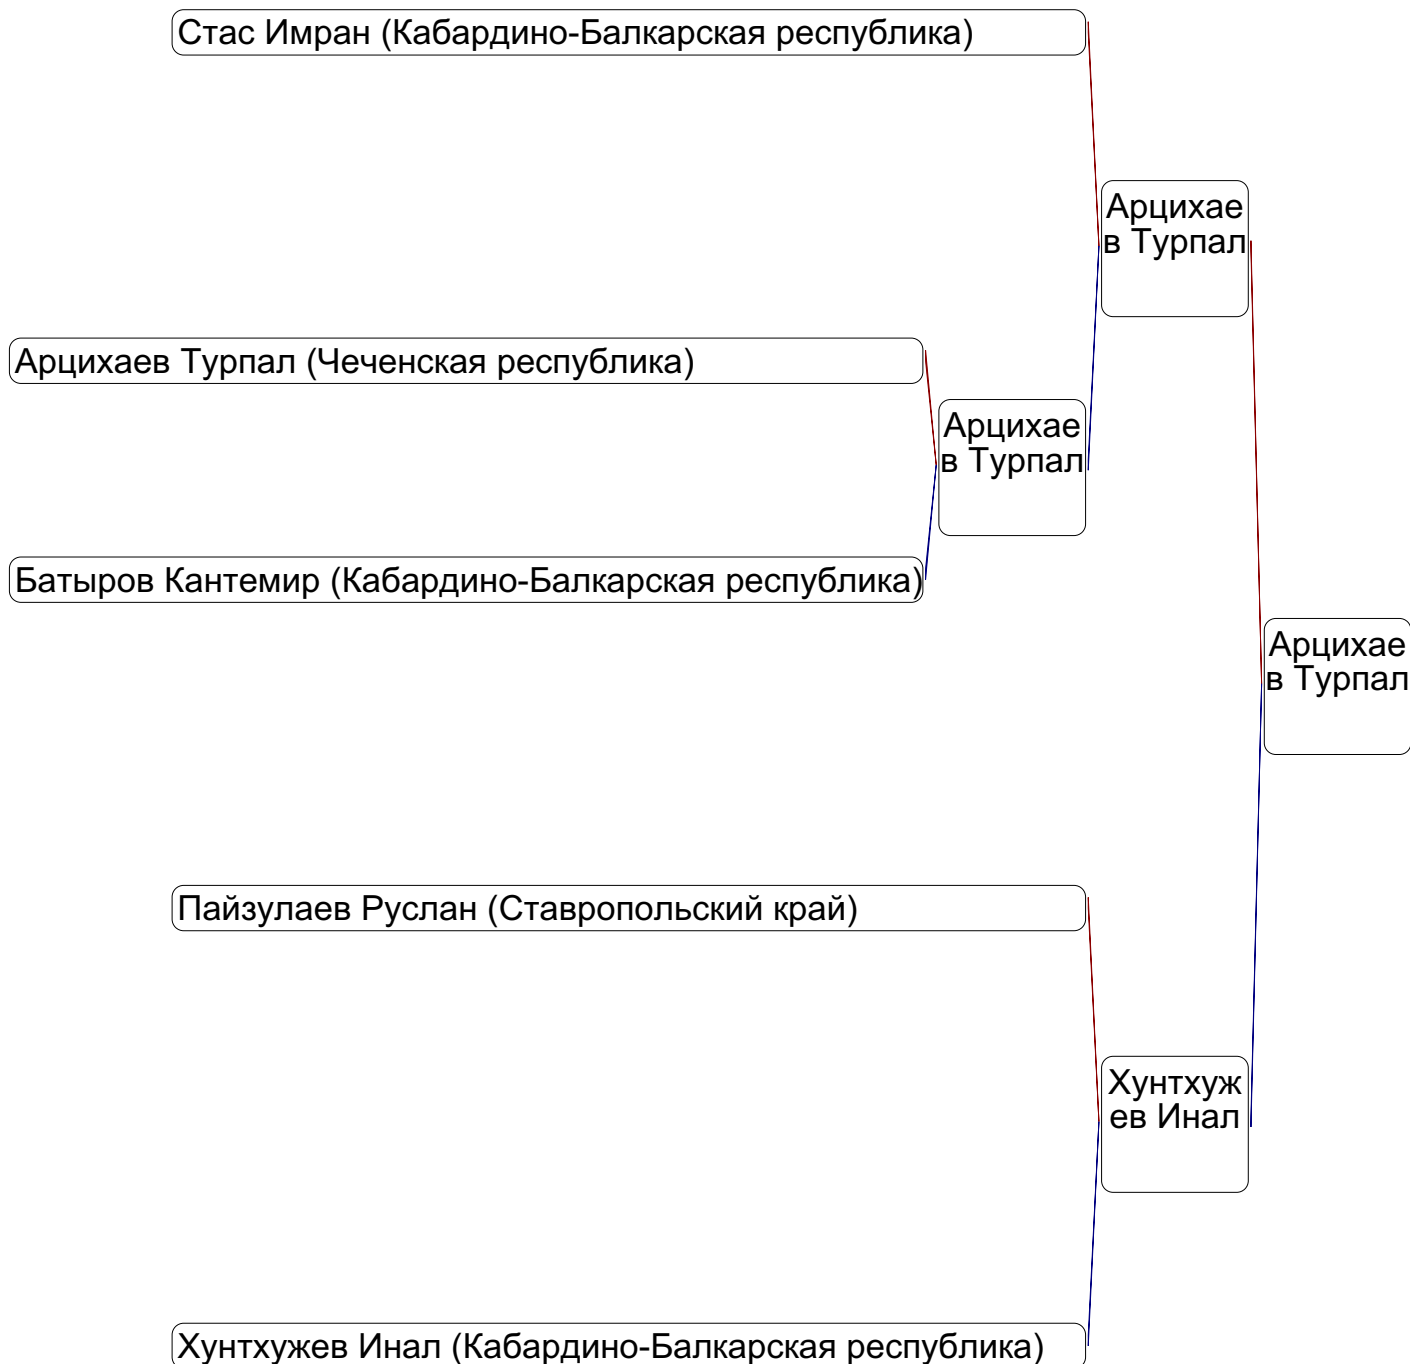 Стас Имран (Кабардино-Балкарская республика)
Арцихае
в Турпал
Арцихаев Турпал (Чеченская республика)
Арцихае
в Турпал
Батыров Кантемир (Кабардино-Балкарская республика)
Арцихае
в Турпал
Пайзулаев Руслан (Ставропольский край)
Хунтхуж
ев Инал
Хунтхужев Инал (Кабардино-Балкарская республика)